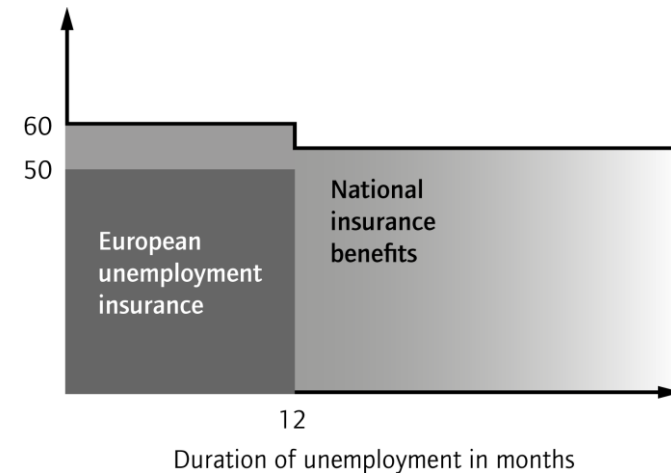 60
50
European
unemployment
insurance
National
insurance
benefits
12
Duration of unemployment in months